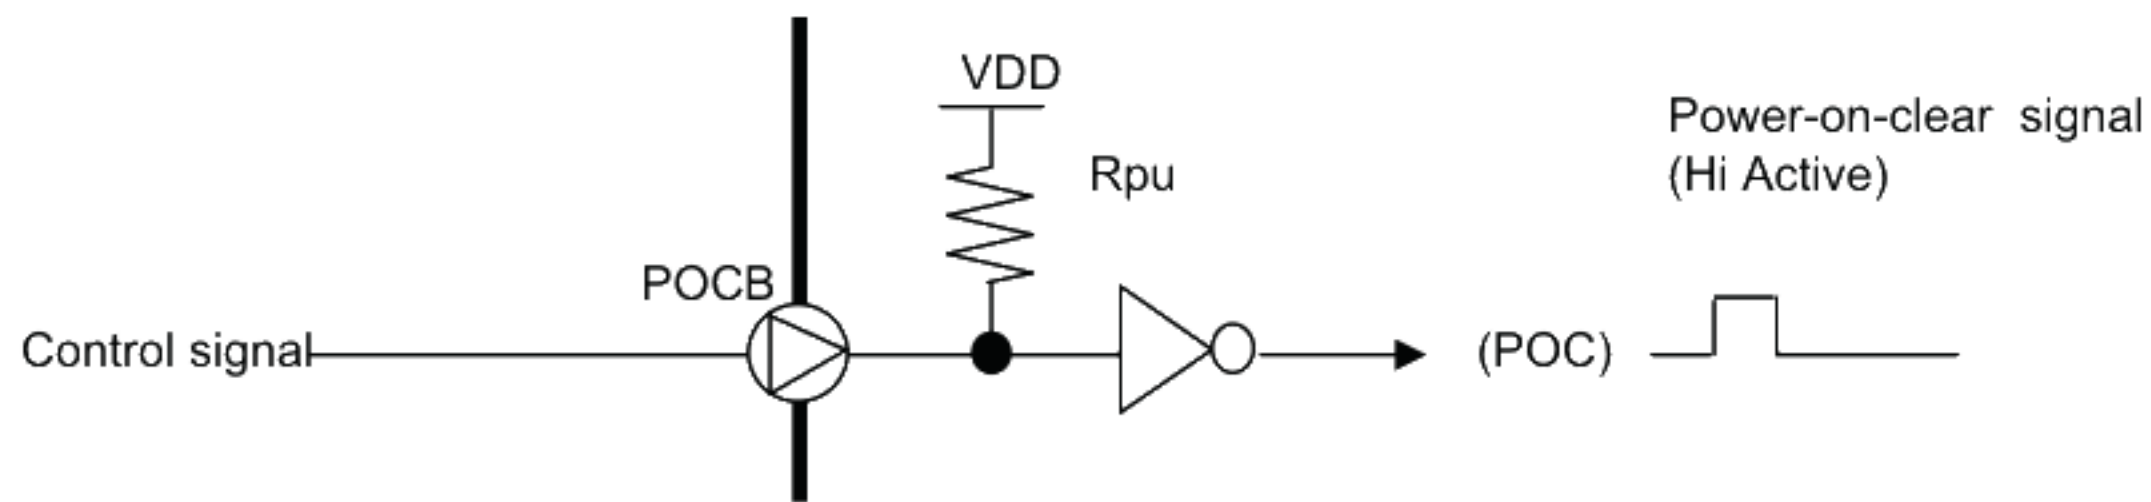 VDD
Power-on-clear signal
(Hi Active)
Rpu
POCB
Control signal
(POC)